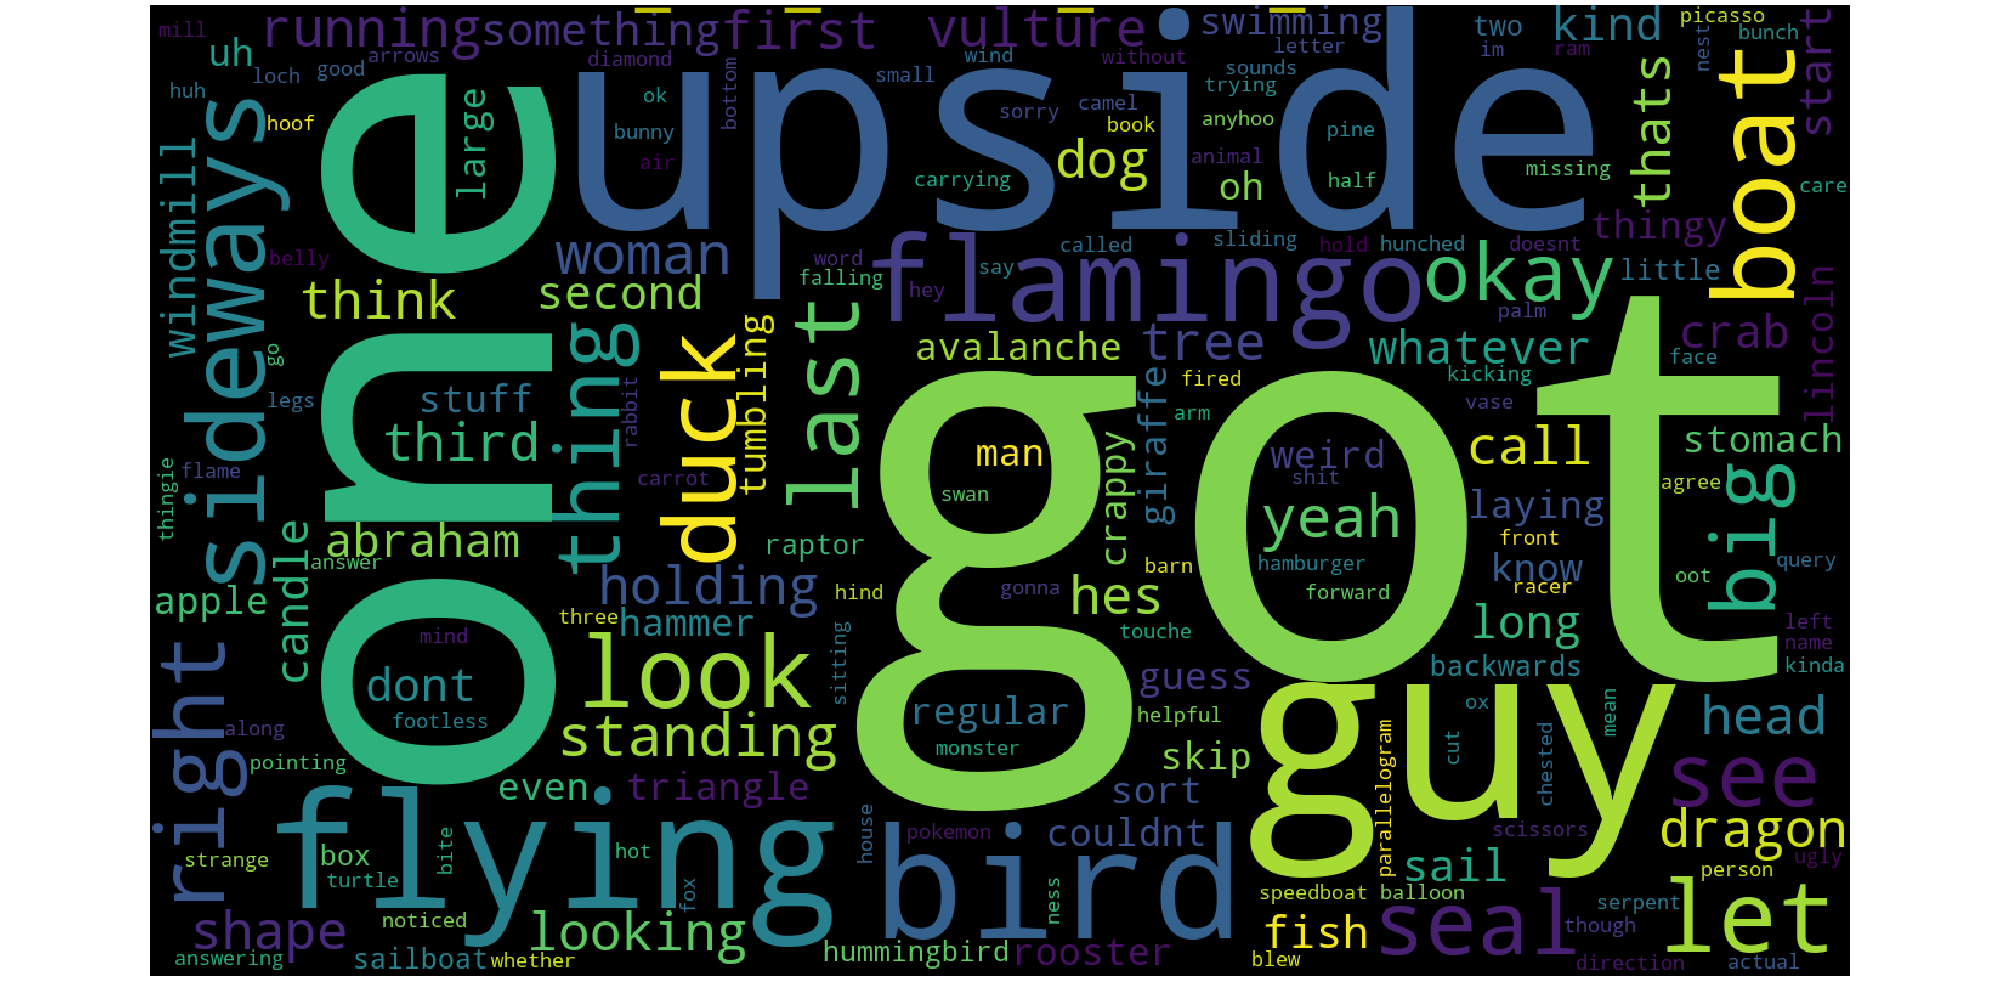 mill
running
something
first
vulture
swimming
two
kind
picasso
bunch
uh
loch
good
arrows
diamond
small
wind
without
letter
im
ram
nest
start
huh
hoof
large
ok
bunny
air
bottom
upside
sorry
camel
book
sounds
trying
anyhoo
animal
pine
half
dog
oh
carrying
missing
thats
boat
care
windmill
sideways
one
belly
think
woman
second
word
falling
last
say
hey
called
flamingo
sliding
hold
hunched
doesnt
okay
thingy
little
palm
lincoln
crab
go
legs
stuff
third
thing
rabbit
duck
tumbling
avalanche
tree
fired
whatever
kicking
face
vase
call
stomach
thingie
flame
carrot
got
man
swan
crappy
giraffe
arm
weird
shit
yeah
laying
agree
big
candle
abraham
answer
raptor
holding
hind
gonna
hes
barn
hamburger
forward
front
know
racer
oot
query
apple
three
hammer
mind
touche
long
left
name
kinda
right
dont
footless
look
sitting
regular
monster
guess
helpful
backwards
ox
cut
mean
head
along
pointing
standing
skip
guy
chested
see
even
triangle
sort
parallelogram
scissors
dragon
ugly
strange
box
turtle
bite
flying
hot
fox
house
pokemon
bird
couldnt
sail
person
noticed
ness
speedboat
balloon
serpent
let
shape
looking
fish
seal
though
answering
sailboat
whether
hummingbird
rooster
blew
direction
actual